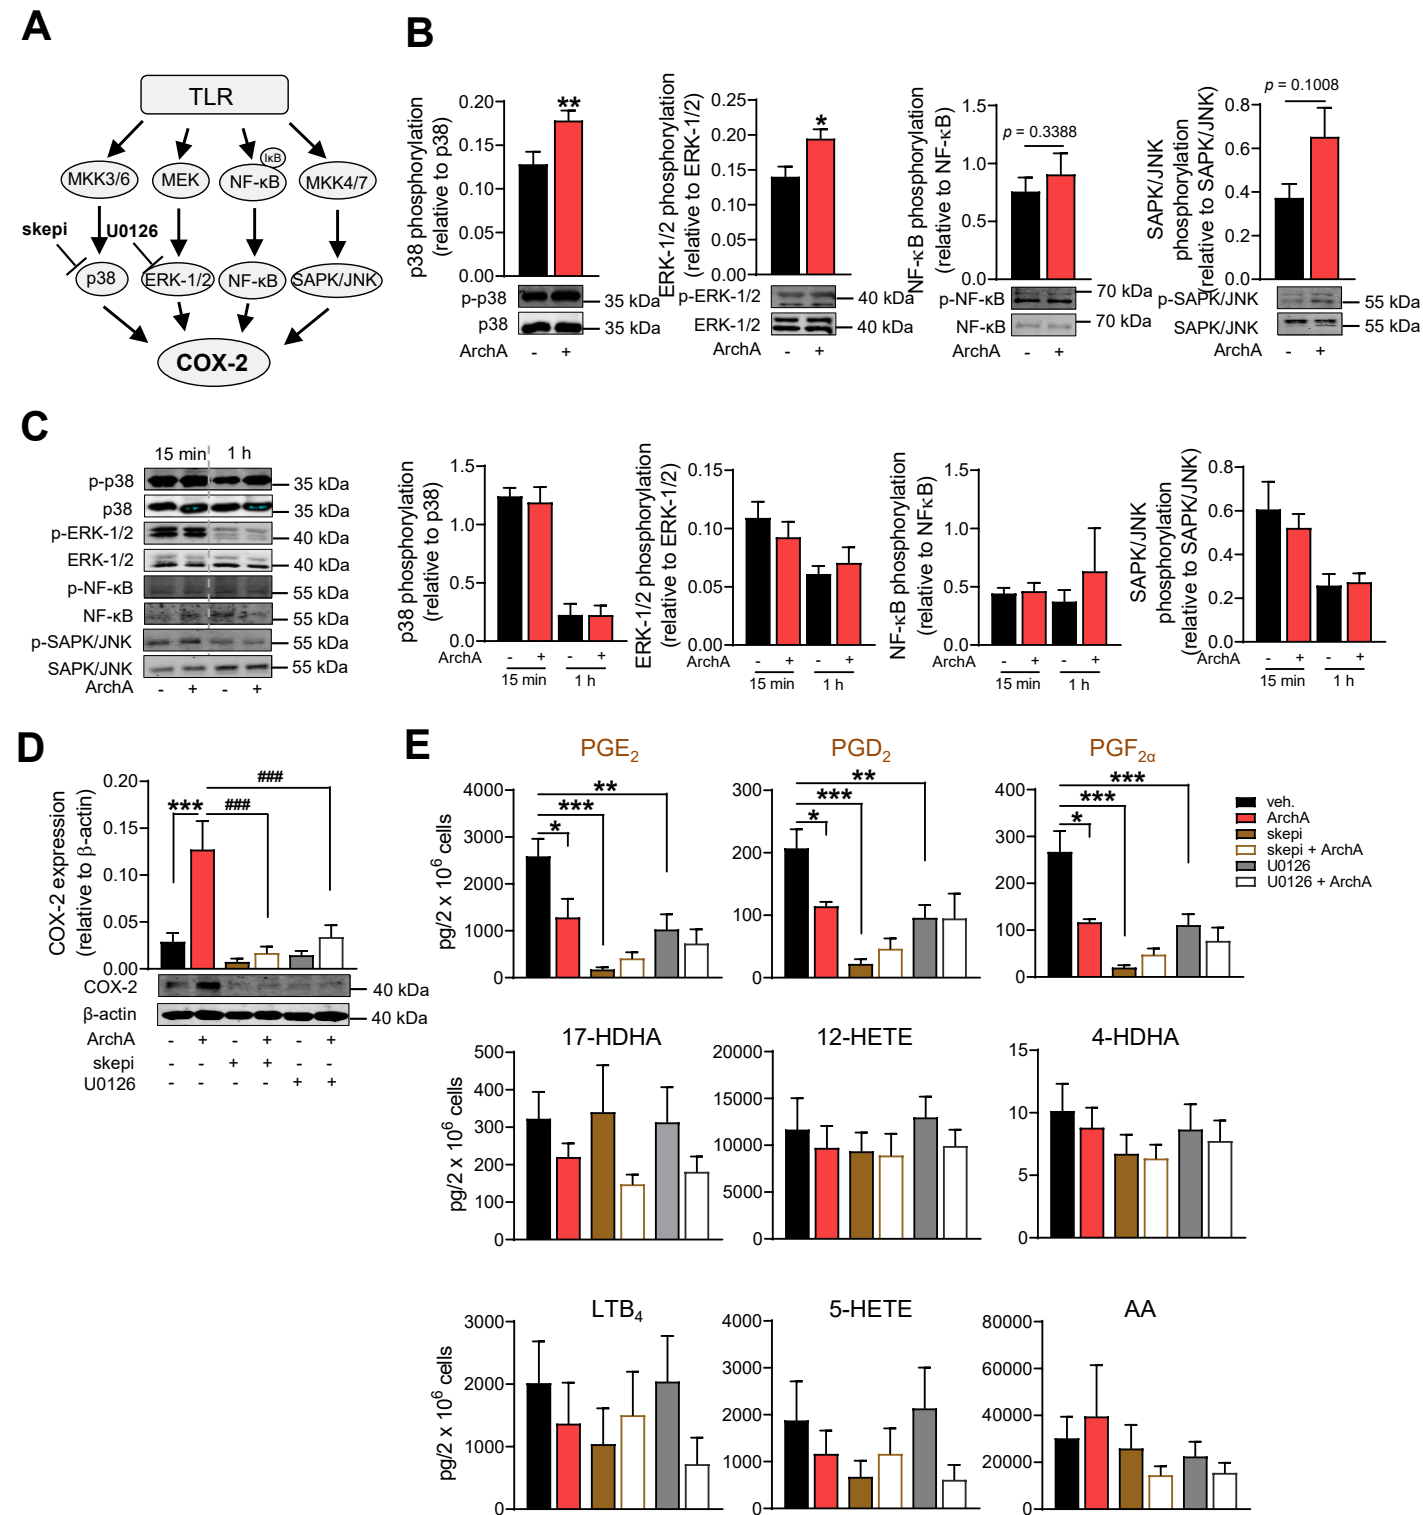 A
TLR
IκB
MKK3/6
MEK
NF-κB
MKK4/7
skepi
U0126
p38
ERK-1/2
NF-κB
SAPK/JNK
COX-2
B
p38 phosphorylation
(relative to p38)
0.20
0.15
0.10
0.05
0.00
**
p-p38
35 kDa
p38
35 kDa
ArchA
-
+
ERK-1/2 phosphorylation
(relative to ERK-1/2)
0.25
0.20
0.15
0.10
0.05
0.00
*
p-ERK-1/2
40 kDa
ERK-1/2
40 kDa
ArchA
-
+
NF-κB phosphorylation
(relative to NF-κB)
1.5
1.0
0.5
0.0
p = 0.3388
p-NF-κB
70 kDa
NF-κB
70 kDa
ArchA
-
+
SAPK/JNK
phosphorylation
(relative to SAPK/JNK)
0.8
0.6
0.4
0.2
0.0
p = 0.1008
p-SAPK/JNK
55 kDa
SAPK/JNK
55 kDa
ArchA
-
+
C
15 min
1 h
p-p38
35 kDa
p38
35 kDa
p-ERK-1/2
40 kDa
ERK-1/2
40 kDa
p-NF-κB
55 kDa
NF-κB
55 kDa
p-SAPK/JNK
55 kDa
SAPK/JNK
55 kDa
ArchA
- + - +
p38 phosphorylation
(relative to p38)
1.5
1.0
0.5
0.0
ArchA
- + - +
15 min
1 h
ERK-1/2 phosphorylation
(relative to ERK-1/2)
0.15
0.10
0.05
0.00
ArchA
- + - +
15 min
1 h
NF-κB phosphorylation
(relative to NFκB)
1.5
1.0
0.5
0.0
ArchA
- + - +
15 min
1 h
SAPK/JNK
phosphorylation
(relative to SAPK/JNK)
0.8
0.6
0.4
0.2
0.0
ArchA
- + - +
15 min
1 h
D
COX-2 expression
(relative to β-actin)
0.20
0.15
0.10
0.05
0.00
###
***
###
COX-2
40 kDa
β-actin
40 kDa
ArchA - + - + - +
skepi - - + + - -
U0126 - - - - + +
E
PGE2
pg/2 x 10^6 cells
4000
3000
2000
1000
0
**
***
*
PGD2
300
200
100
0
**
***
*
PGF2α
400
300
200
100
0
***
***
*
veh.
ArchA
skepi
skepi + ArchA
U0126
U0126 + ArchA
17-HDHA
pg/2 x 10^6 cells
500
400
300
200
100
0
12-HETE
20000
15000
10000
5000
0
4-HDHA
15
10
5
0
LTB4
pg/2 x 10^6 cells
3000
2000
1000
0
5-HETE
4000
3000
2000
1000
0
AA
80000
60000
40000
20000
0